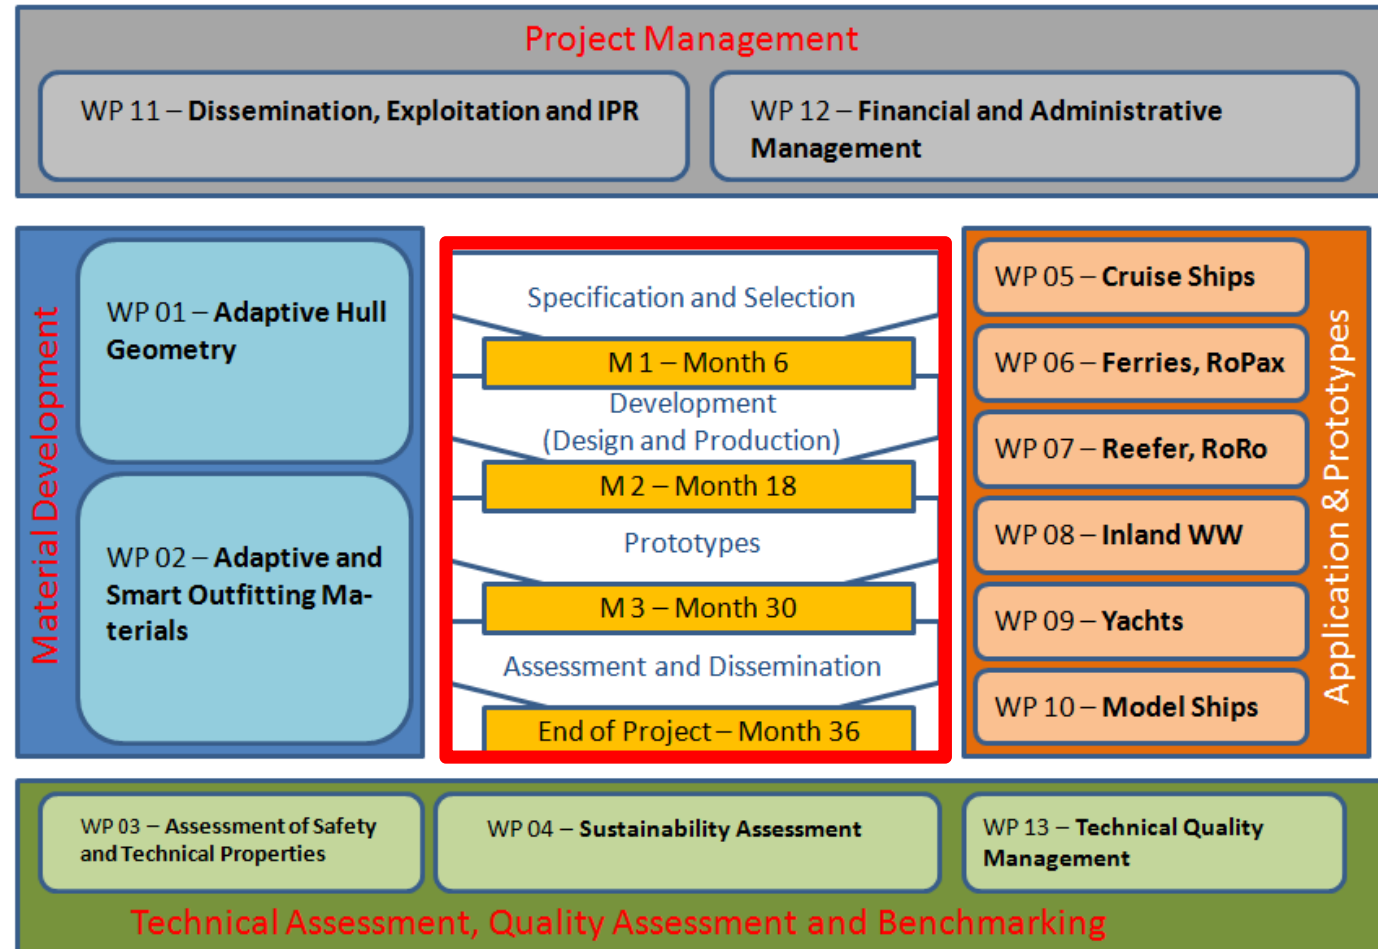 Project Management
WP 11 – Dissemination, Exploitation and IPR
WP 12 – Financial and Administrative
Management
Material Development
WP 01 – Adaptive Hull
Geometry
WP 02 – Adaptive and
Smart Outfitting Ma-
terials
Specification and Selection
M 1 – Month 6
Development
(Design and Production)
M 2 – Month 18
Prototypes
M 3 – Month 30
Assessment and Dissemination
End of Project – Month 36
WP 05 – Cruise Ships
WP 06 – Ferries, RoPax
WP 07 – Reefer, RoRo
WP 08 – Inland WW
WP 09 – Yachts
WP 10 – Model Ships
Application & Prototypes
WP 03 – Assessment of Safety
and Technical Properties
WP 04 – Sustainability Assessment
WP 13 – Technical Quality
Management
Technical Assessment, Quality Assessment and Benchmarking